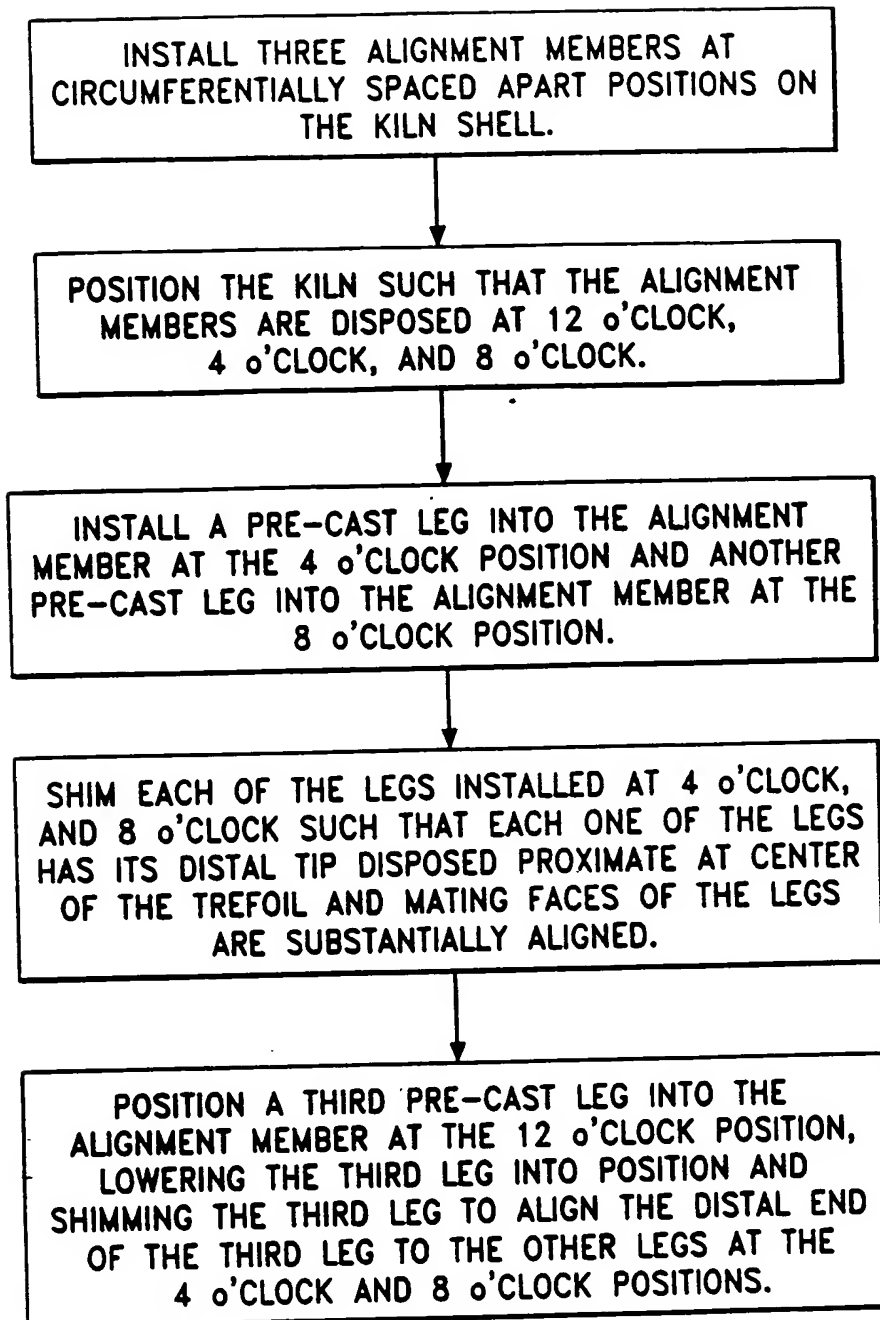 INSTALL THREE ALIGNMENT MEMBERS AT
CIRCUMFERENTIALLY SPACED APART POSITIONS ON
THE KILN SHELL.
POSITION THE KILN SUCH THAT THE ALIGNMENT
MEMBERS ARE DISPOSED AT 12 o'CLOCK,
4 o'CLOCK, AND 8 o'CLOCK.
INSTALL A PRE-CAST LEG INTO THE ALIGNMENT
MEMBER AT THE 4 o'CLOCK POSITION AND ANOTHER
PRE-CAST LEG INTO THE ALIGNMENT MEMBER AT THE
8 o'CLOCK POSITION.
SHIM EACH OF THE LEGS INSTALLED AT 4 o'CLOCK,
AND 8 o'CLOCK SUCH THAT EACH ONE OF THE LEGS
HAS ITS DISTAL TIP DISPOSED PROXIMATE AT CENTER
OF THE TREFOIL AND MATING FACES OF THE LEGS
ARE SUBSTANTIALLY ALIGNED.
POSITION A THIRD PRE-CAST LEG INTO THE
ALIGNMENT MEMBER AT THE 12 o'CLOCK POSITION,
LOWERING THE THIRD LEG INTO POSITION AND
SHIMMING THE THIRD LEG TO ALIGN THE DISTAL END
OF THE THIRD LEG TO THE OTHER LEGS AT THE
4 o'CLOCK AND 8 o'CLOCK POSITIONS.